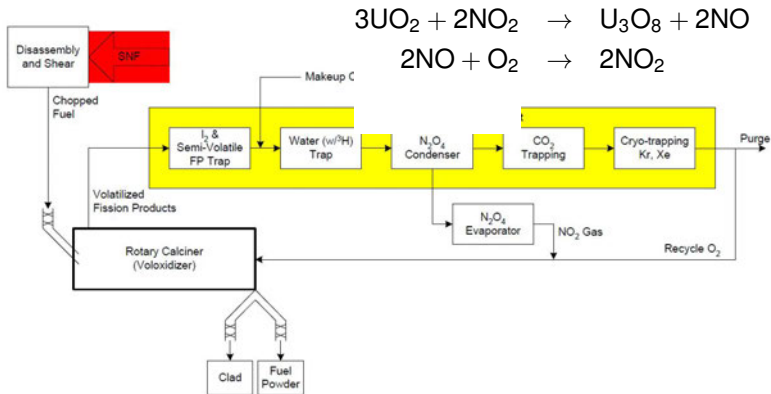 3UO2 + 2NO2 → U3O8 + 2NO
2NO + O2 → 2NO2
Disassembly
and Shear
SNF
Chopped
Fuel
Makeup
I2 &
Semi-Volatile
FP Trap
Water (w/3H)
Trap
N2O4
Condenser
CO2
Trapping
Cryo-trapping
Kr, Xe
Purge
Volatilized
Fission Products
N2O4
Evaporator
NO2 Gas
Recycle O2
Rotary Calciner
(Voloxidizer)
Clad
Fuel
Powder